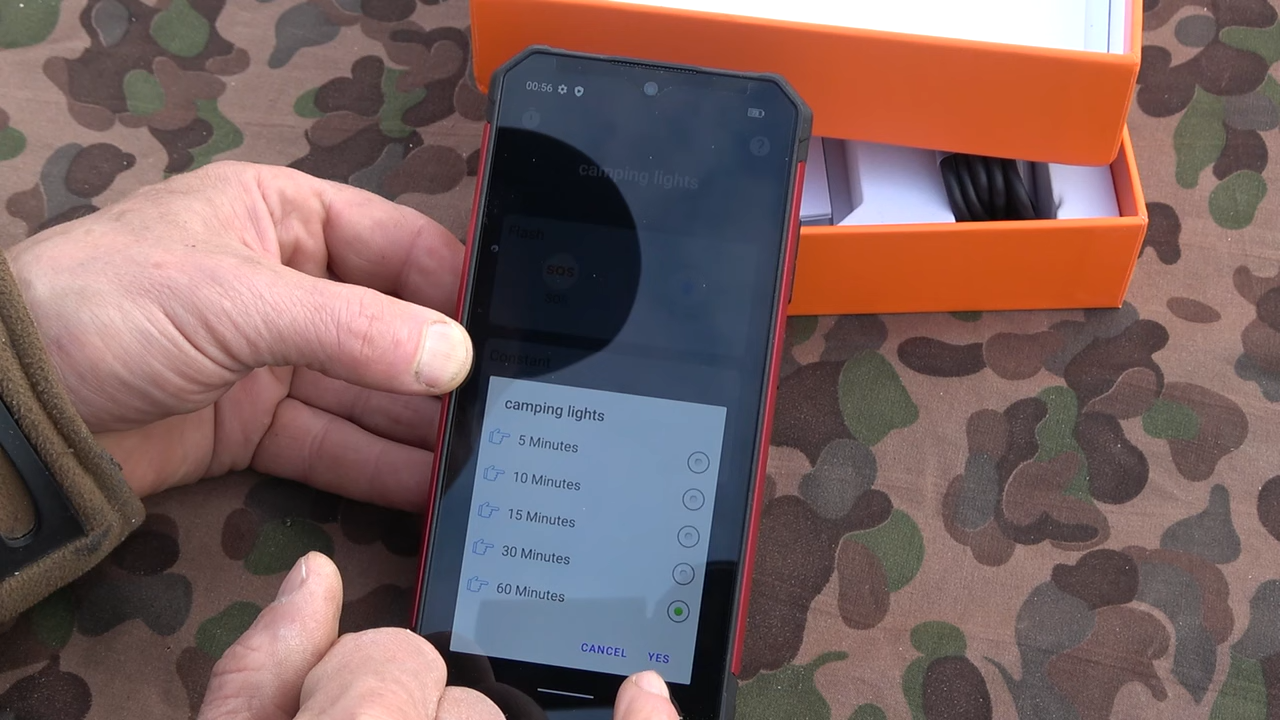 00:56
?
camping lights
Flash
SOS
SOS
Constant
camping lights
5 Minutes
10 Minutes
15 Minutes
30 Minutes
60 Minutes
CANCEL YES